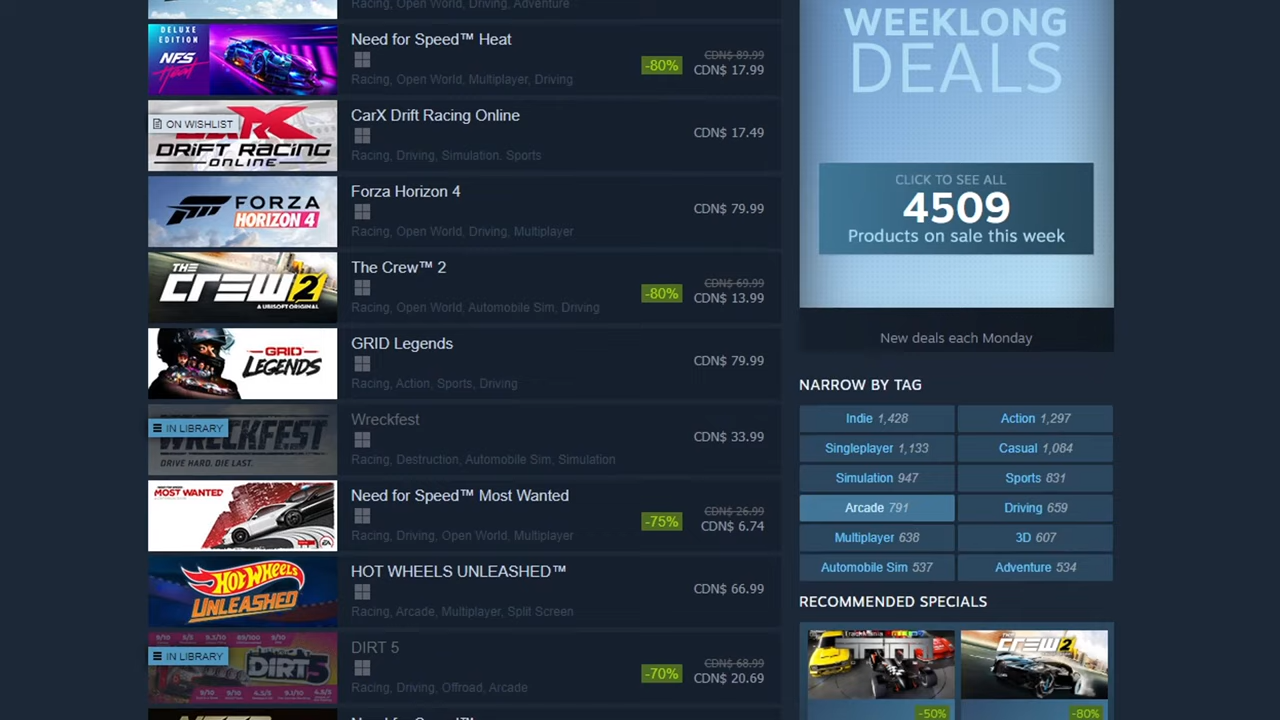 Racing, Open World, Driving, Adventure
DELUXE
EDITION
NFS
Heat
Need for Speed™ Heat
Racing, Open World, Multiplayer, Driving
-80%
CDN$ 89.99
CDN$ 17.99
ON WISHLIST
DRIFT RACING
ONLINE
CarX Drift Racing Online
Racing, Driving, Simulation, Sports
CDN$ 17.49
FORZA
HORIZON 4
Forza Horizon 4
Racing, Open World, Driving, Multiplayer
CDN$ 79.99
THE
CREW 2
A UBISOFT ORIGINAL
The Crew™ 2
Racing, Open World, Automobile Sim, Driving
-80%
CDN$ 69.99
CDN$ 13.99
GRID
LEGENDS
GRID Legends
Racing, Action, Sports, Driving
CDN$ 79.99
IN LIBRARY
WRECKFEST
DRIVE HARD. DIE LAST.
Wreckfest
Racing, Destruction, Automobile Sim, Simulation
CDN$ 33.99
MOST WANTED
EA
Need for Speed™ Most Wanted
Racing, Driving, Open World, Multiplayer
-75%
CDN$ 26.99
CDN$ 6.74
HOT WHEELS
UNLEASHED
HOT WHEELS UNLEASHED™
Racing, Arcade, Multiplayer, Split Screen
CDN$ 66.99
IN LIBRARY
DIRT 5
DIRT 5
Racing, Driving, Offroad, Arcade
-70%
CDN$ 68.99
CDN$ 20.69
WEEKLONG
DEALS
CLICK TO SEE ALL
4509
Products on sale this week
New deals each Monday
NARROW BY TAG
Indie 1,428
Action 1,297
Singleplayer 1,133
Casual 1,084
Simulation 947
Sports 831
Arcade 791
Driving 659
Multiplayer 638
3D 607
Automobile Sim 537
Adventure 534
RECOMMENDED SPECIALS
THE
CREW 2
-50%
-80%